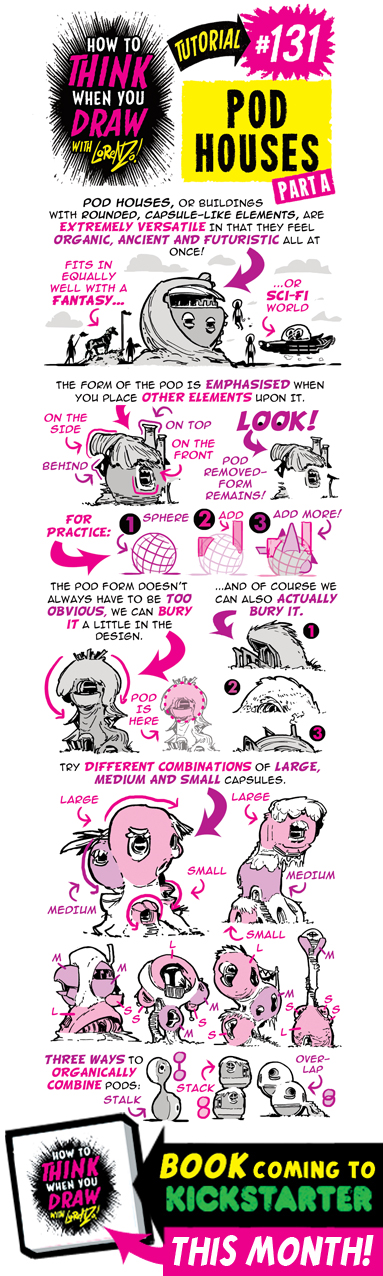 HOW TO
THINK
WHEN YOU
DRAW
WITH LORENZO!
TUTORIAL
#131
POD
HOUSES
PART A
POD HOUSES, OR BUILDINGS
WITH ROUNDED, CAPSULE-LIKE ELEMENTS, ARE
EXTREMELY VERSATILE IN THAT THEY FEEL
ORGANIC, ANCIENT AND FUTURISTIC ALL AT
ONCE!
FITS IN
EQUALLY
WELL WITH A
FANTASY...
...OR
SCI-FI
WORLD
THE FORM OF THE POD IS EMPHASISED WHEN
YOU PLACE OTHER ELEMENTS UPON IT.
ON THE
SIDE
ON TOP
ON THE
FRONT
BEHIND
LOOK!
POD
REMOVED-
FORM
REMAINS!
FOR
PRACTICE:
1 SPHERE
2 ADD
3 ADD MORE!
THE POD FORM DOESN'T
ALWAYS HAVE TO BE TOO
OBVIOUS, WE CAN BURY
IT A LITTLE IN THE
DESIGN.
POD
IS
HERE
...AND OF COURSE WE
CAN ALSO ACTUALLY
BURY IT.
1
2
3
TRY DIFFERENT COMBINATIONS OF LARGE,
MEDIUM AND SMALL CAPSULES.
LARGE
MEDIUM
SMALL
LARGE
MEDIUM
SMALL
M
M
L
S
L
S
S
M
L
M
S
M
S
S
L
THREE WAYS TO
ORGANICALLY
COMBINE PODS:
STALK
STACK
OVER-
LAP
HOW TO
THINK
WHEN YOU
DRAW
WITH LORENZO!
BOOK COMING TO
KICKSTARTER
THIS MONTH!